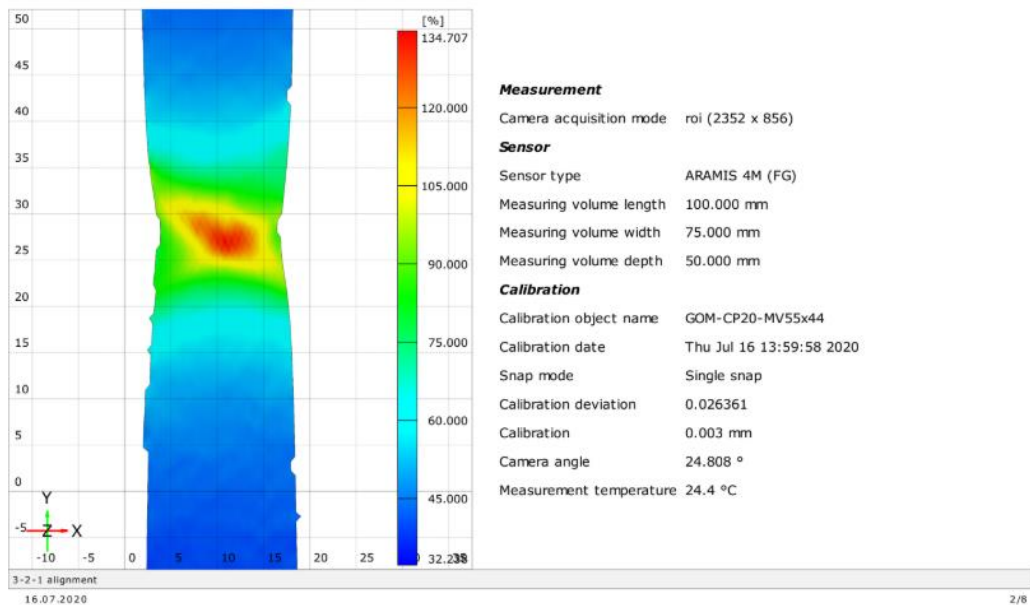 [%]
134.707
120.000
105.000
90.000
75.000
60.000
45.000
50
45
40
35
30
25
20
15
10
5
0
-5
Y
Z X
-10 -5 0 5 10 15 20 25
Measurement
Camera acquisition mode roi (2352 x 856)
Sensor
Sensor type ARAMIS 4M (FG)
Measuring volume length 100.000 mm
Measuring volume width 75.000 mm
Measuring volume depth 50.000 mm
Calibration
Calibration object name GOM-CP20-MV55x44
Calibration date Thu Jul 16 13:59:58 2020
Snap mode Single snap
Calibration deviation 0.026361
Calibration 0.003 mm
Camera angle 24.808 °
Measurement temperature 24.4 °C
3-2-1 alignment
16.07.2020 2/8